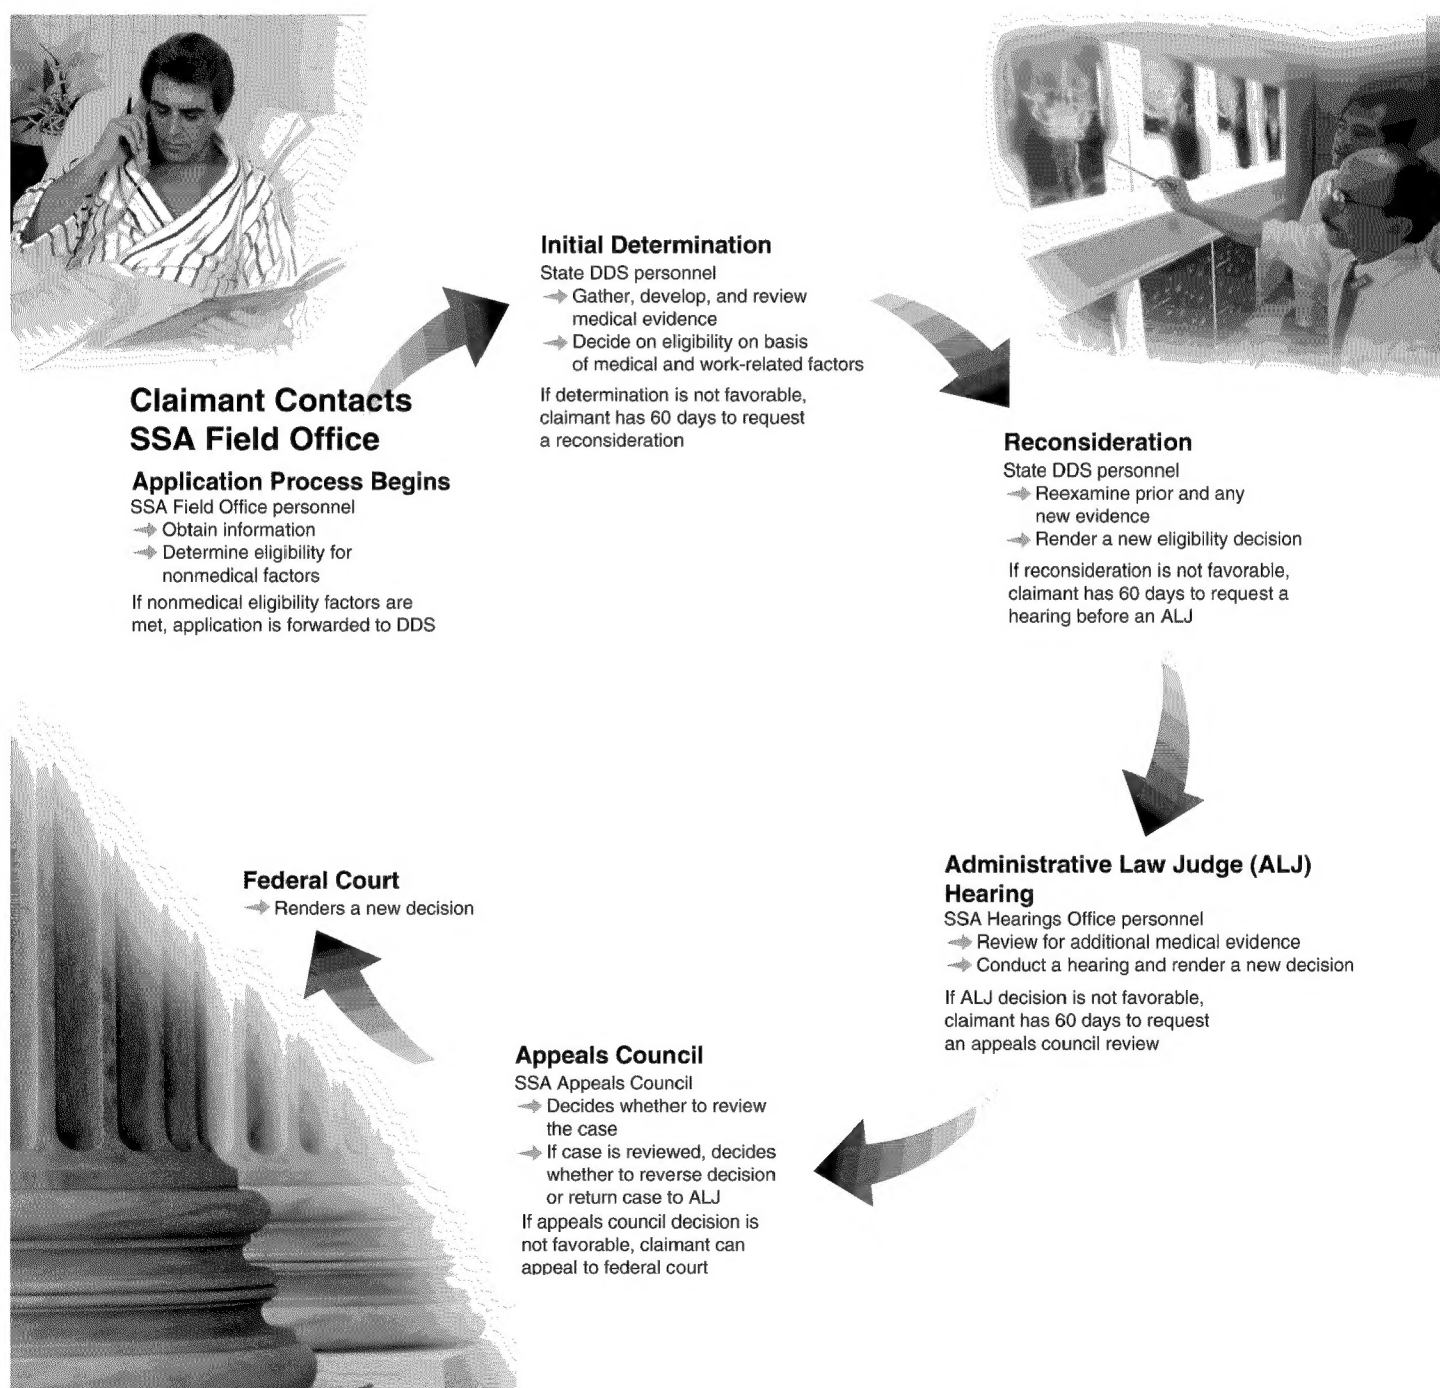 Claimant Contacts
SSA Field Office
Application Process Begins
SSA Field Office personnel
Obtain information
Determine eligibility for
nonmedical factors
If nonmedical eligibility factors are
met, application is forwarded to DDS
Initial Determination
State DDS personnel
Gather, develop, and review
medical evidence
Decide on eligibility on basis
of medical and work-related factors
If determination is not favorable,
claimant has 60 days to request
a reconsideration
Reconsideration
State DDS personnel
Reexamine prior and any
new evidence
Render a new eligibility decision
If reconsideration is not favorable,
claimant has 60 days to request a
hearing before an ALJ
Administrative Law Judge (ALJ)
Hearing
SSA Hearings Office personnel
Review for additional medical evidence
Conduct a hearing and render a new decision
If ALJ decision is not favorable,
claimant has 60 days to request
an appeals council review
Appeals Council
SSA Appeals Council
Decides whether to review
the case
If case is reviewed, decides
whether to reverse decision
or return case to ALJ
If appeals council decision is
not favorable, claimant can
appeal to federal court
Federal Court
Renders a new decision